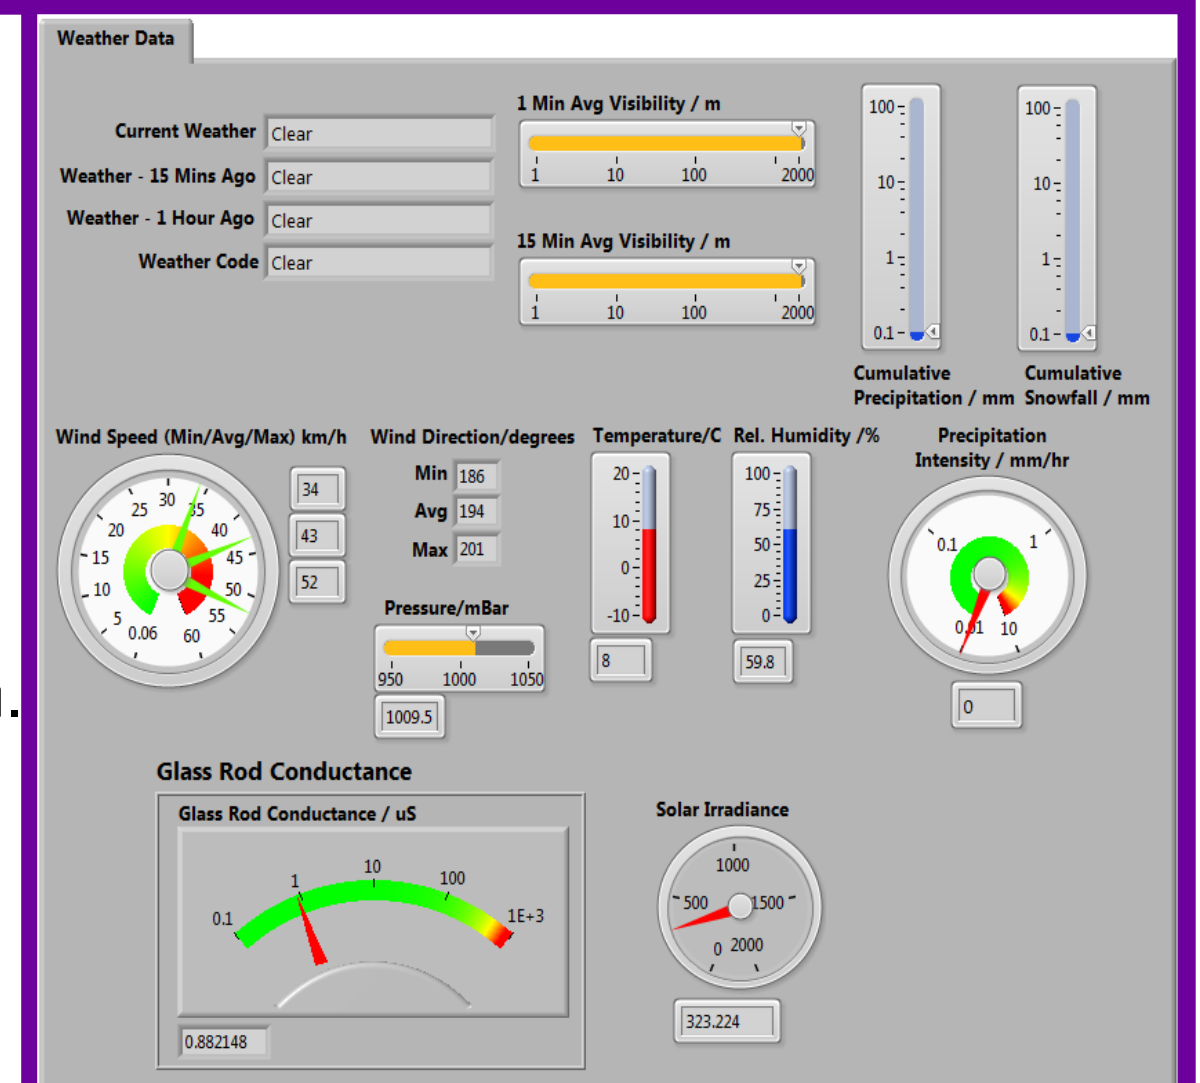 Weather Data
Current Weather Clear
Weather - 15 Mins Ago Clear
Weather - 1 Hour Ago Clear
Weather Code Clear
1 Min Avg Visibility / m
1 10 100 2000
15 Min Avg Visibility / m
1 10 100 2000
100
10
1
0.1
Cumulative
Precipitation / mm
100
10
1
0.1
Cumulative
Snowfall / mm
Wind Speed (Min/Avg/Max) km/h
0.06 5 10 15 20 25 30 35 40 45 50 55 60
34
43
52
Wind Direction/degrees
Min 186
Avg 194
Max 201
Pressure/mBar
950 1000 1050
1009.5
Temperature/C
20
10
0
-10
8
Rel. Humidity /%
100
75
50
25
0
59.8
Precipitation
Intensity / mm/hr
0.01 0.1 1 10
0
Glass Rod Conductance
Glass Rod Conductance / uS
0.1 1 10 100 1E+3
0.882148
Solar Irradiance
0 500 1000 1500 2000
323.224